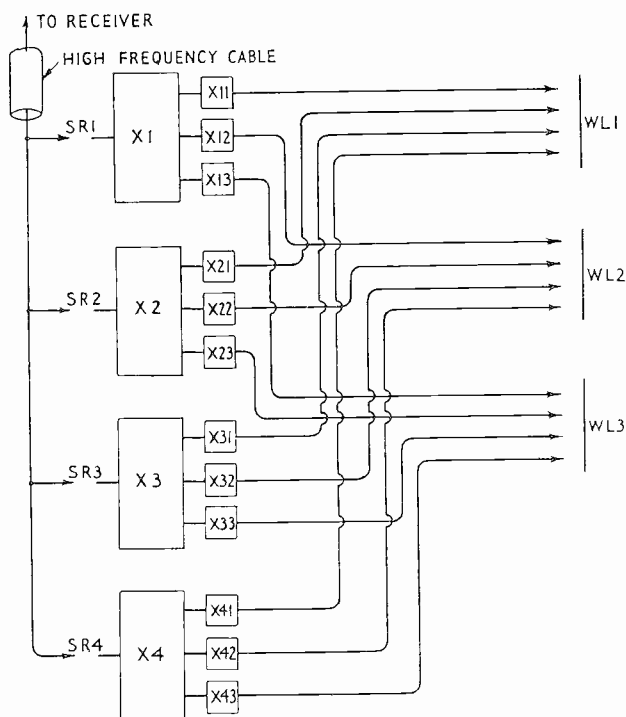 TO RECEIVER
HIGH FREQUENCY CABLE
SR1
X1
X11
X12
X13
WL1
SR2
X2
X21
X22
X23
WL2
SR3
X3
X31
X32
X33
WL3
SR4
X4
X41
X42
X43